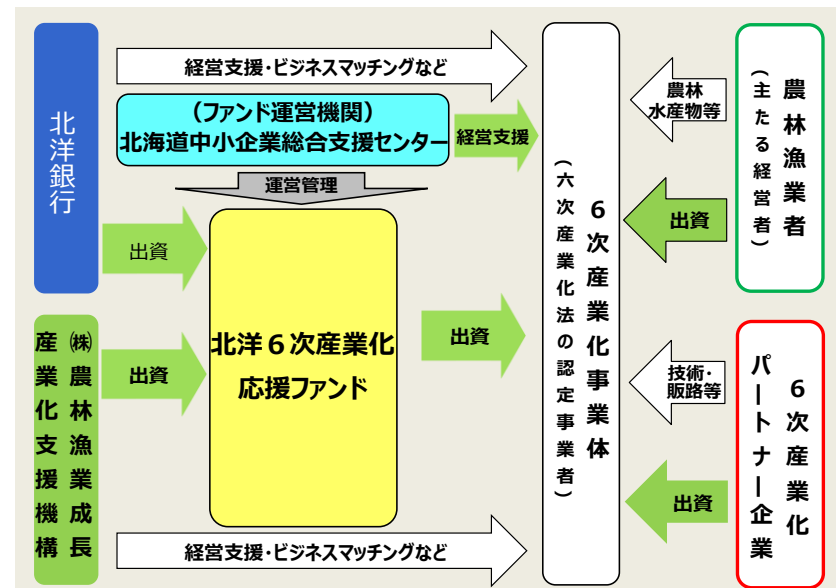 北洋銀行
経営支援・ビジネスマッチングなど
(ファンド運営機関)
北海道中小企業総合支援センター
経営支援
運営管理
出資
北洋6次産業化
応援ファンド
出資
㈱農林漁業成長
産業化支援機構
出資
経営支援・ビジネスマッチングなど
6次産業化事業体
(六次産業化法の認定事業者)
農林
水産物等
出資
農林漁業者
(主たる経営者)
技術・
販路等
出資
6次産業化
パートナー企業